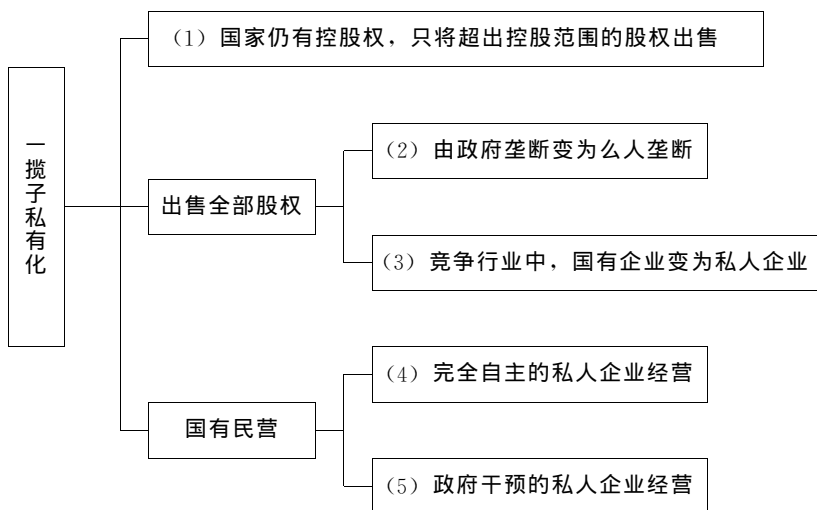 一揽子私有化
（1）国家仍有控股权，只将超出控股范围的股权出售
出售全部股权
（2）由政府垄断变为么人垄断
（3）竞争行业中，国有企业变为私人企业
国有民营
（4）完全自主的私人企业经营
（5）政府干预的私人企业经营